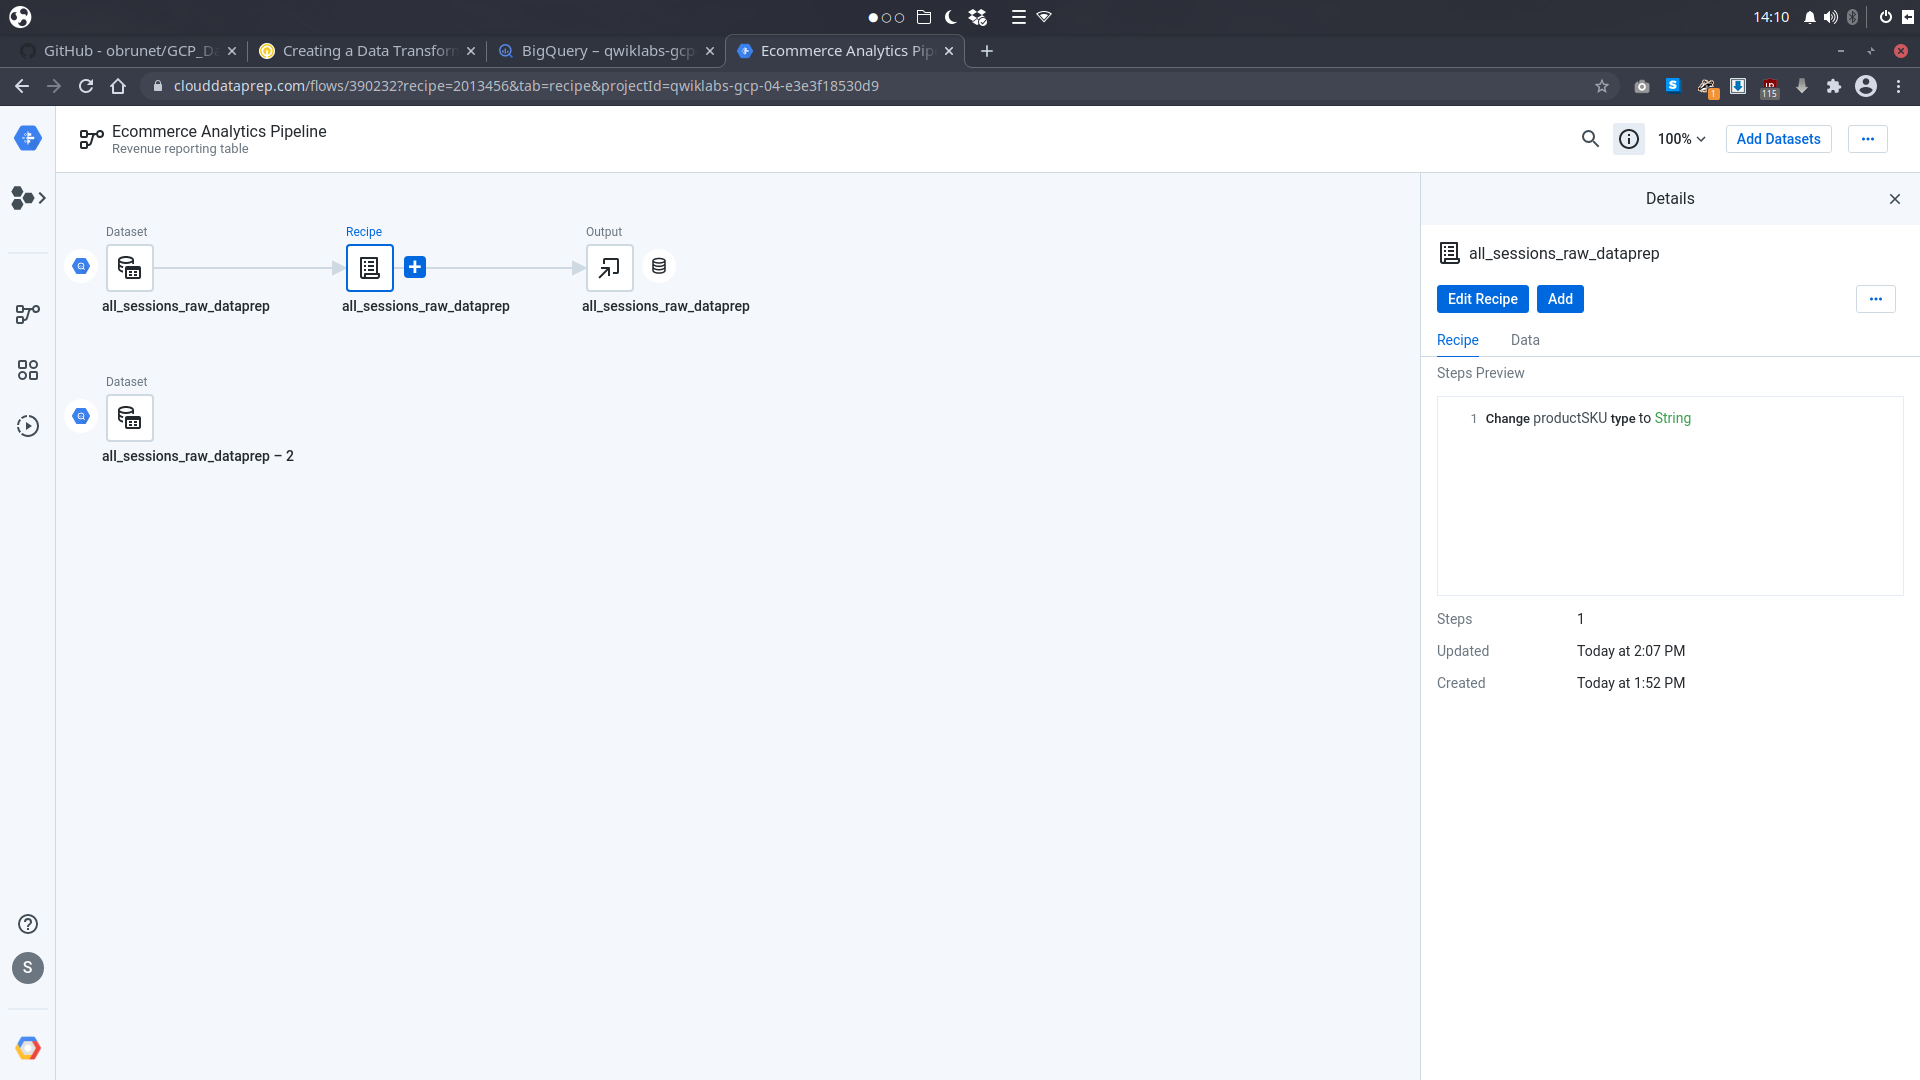 14:10
GitHub - obrunet/GCP_Da
Creating a Data Transform
BigQuery – qwiklabs-gcp
Ecommerce Analytics Pip
clouddataprep.com/flows/390232?recipe=2013456&tab=recipe&projectId=qwiklabs-gcp-04-e3e3f18530d9
1
115
Ecommerce Analytics Pipeline
Revenue reporting table
100%
Add Datasets
Details
Dataset
Recipe
Output
all_sessions_raw_dataprep
all_sessions_raw_dataprep
all_sessions_raw_dataprep
Dataset
all_sessions_raw_dataprep – 2
all_sessions_raw_dataprep
Edit Recipe
Add
Recipe
Data
Steps Preview
1 Change productSKU type to String
Steps 1
Updated Today at 2:07 PM
Created Today at 1:52 PM
S